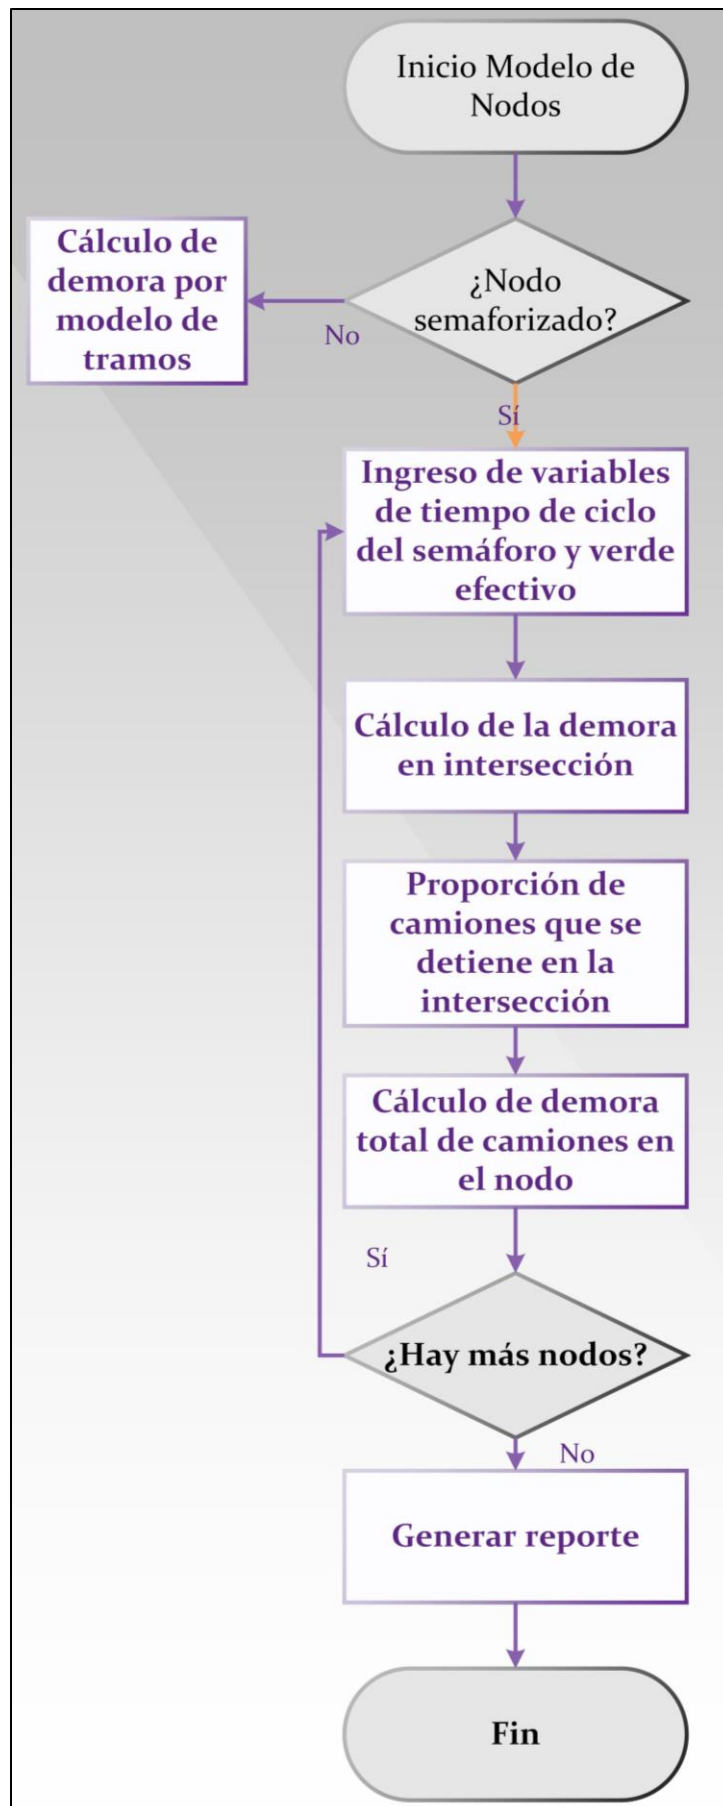 Inicio Modelo de
Nodos
Cálculo de
demora por
modelo de
tramos
¿Nodo
semaforizado?
No
Sí
Ingreso de variables
de tiempo de ciclo
del semáforo y verde
efectivo
Cálculo de la demora
en intersección
Proporción de
camiones que se
detiene en la
intersección
Cálculo de demora
total de camiones en
el nodo
Sí
¿Hay más nodos?
No
Generar reporte
Fin